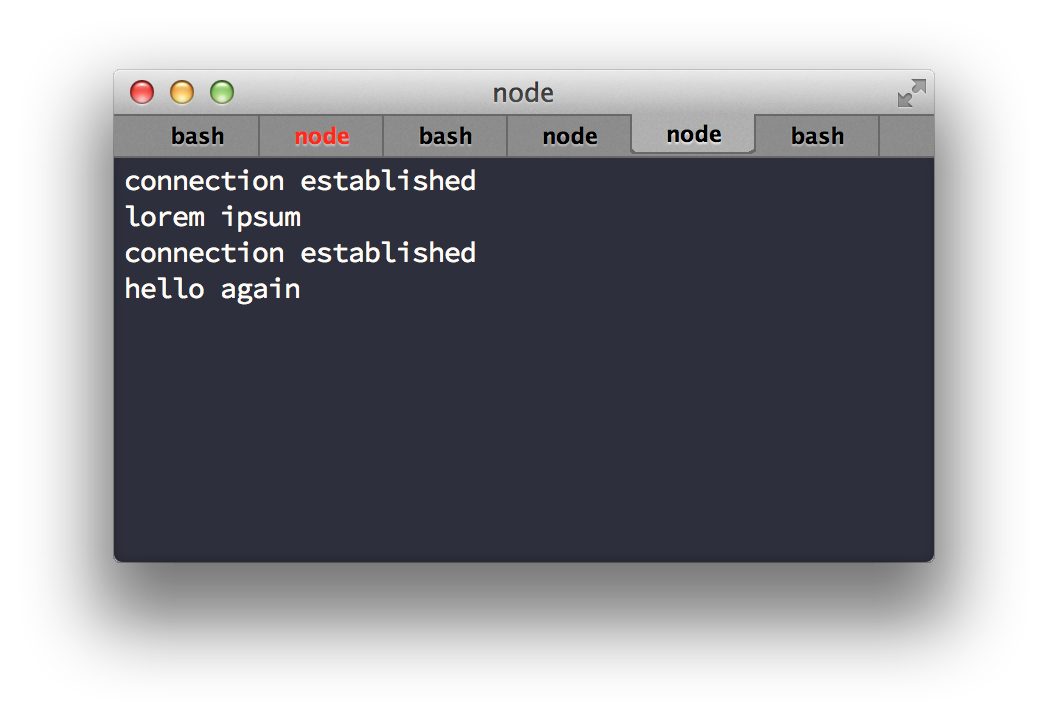 node
bash node bash node node bash
connection established
lorem ipsum
connection established
hello again